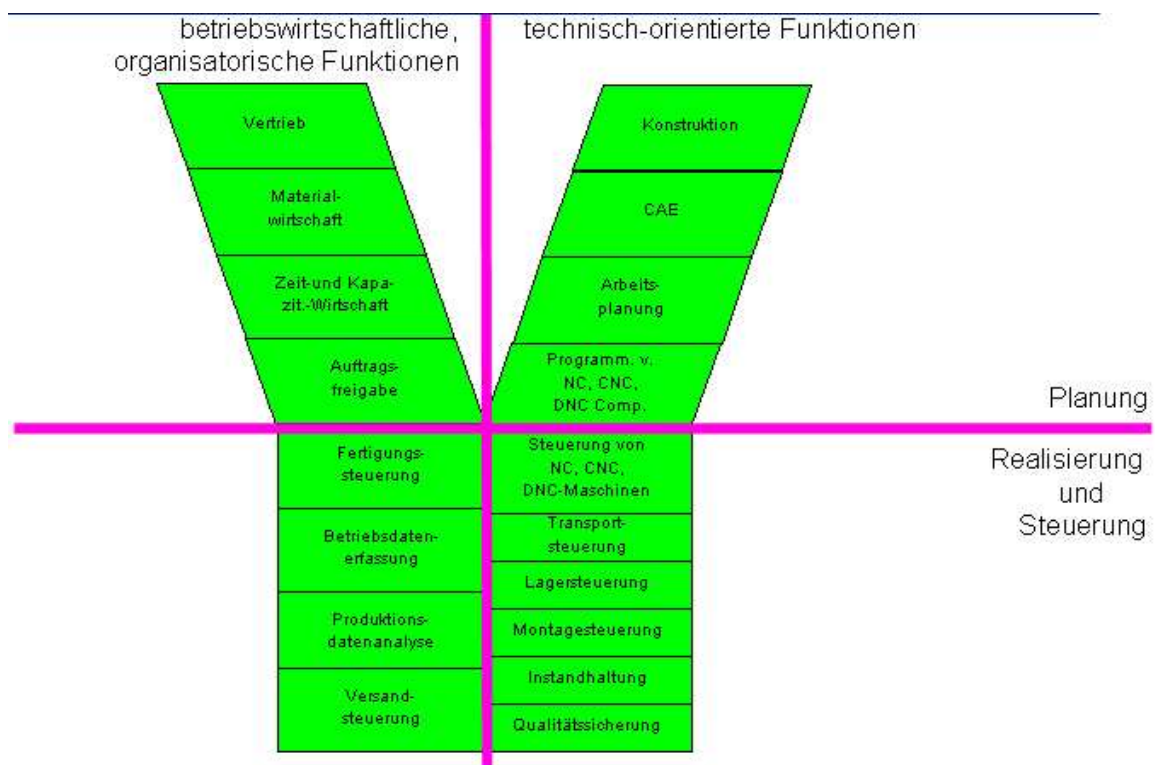 betriebswirtschaftliche,
organisatorische Funktionen
technisch-orientierte Funktionen
Vertrieb
Material-
wirtschaft
Zeit-und Kapa-
zit.-Wirtschaft
Auftrags-
freigabe
Konstruktion
CAE
Arbeits-
planung
Programm. v.
NC, CNC,
DNC Comp.
Planung
Realisierung
und
Steuerung
Fertigungs-
steuerung
Betriebsdaten-
erfassung
Produktions-
datenanalyse
Versand-
steuerung
Steuerung von
NC, CNC,
DNC-Maschinen
Transport-
steuerung
Lagersteuerung
Montagesteuerung
Instandhaltung
Qualitätssicherung